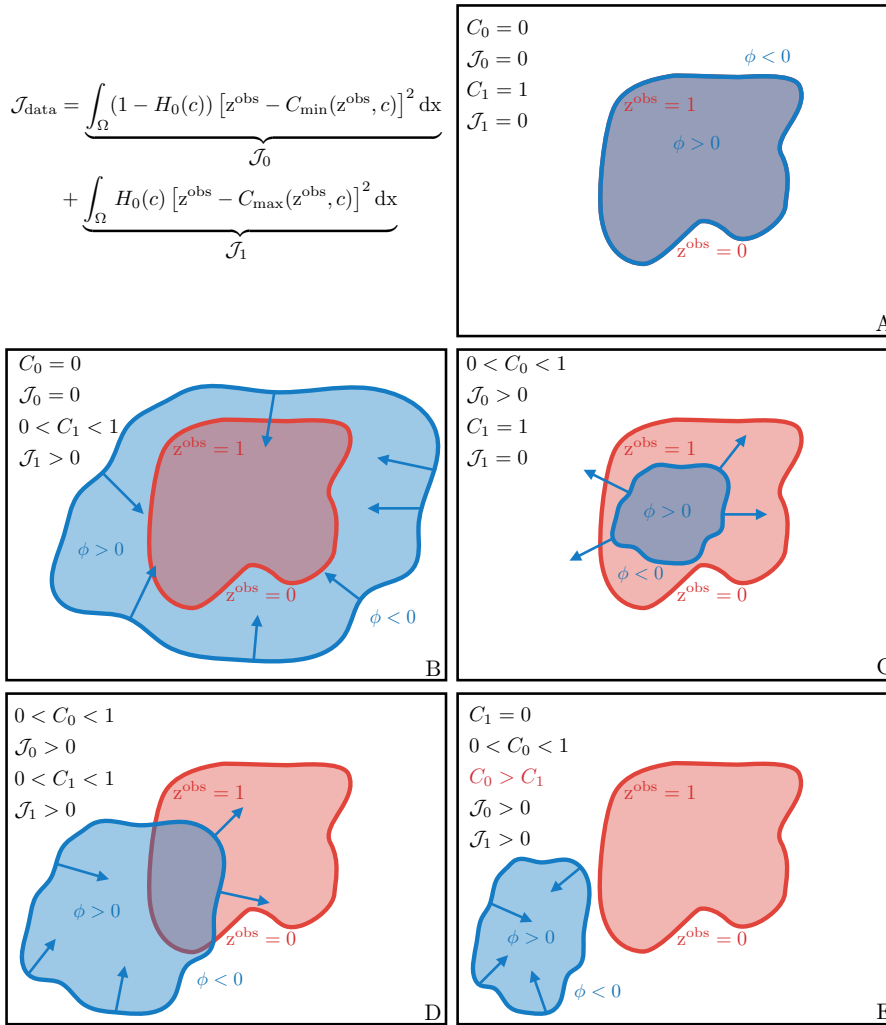 𝒥_data = ∫_Ω (1 − H_0(c)) [z^obs − C_min(z^obs, c)]^2 dx
𝒥_0
+ ∫_Ω H_0(c) [z^obs − C_max(z^obs, c)]^2 dx
𝒥_1
C_0 = 0
𝒥_0 = 0
C_1 = 1
𝒥_1 = 0
ϕ < 0
z^obs = 1
ϕ > 0
z^obs = 0
A
C_0 = 0
𝒥_0 = 0
0 < C_1 < 1
𝒥_1 > 0
z^obs = 1
ϕ > 0
z^obs = 0
ϕ < 0
B
0 < C_0 < 1
𝒥_0 > 0
C_1 = 1
𝒥_1 = 0
z^obs = 1
ϕ > 0
ϕ < 0
z^obs = 0
C
0 < C_0 < 1
𝒥_0 > 0
0 < C_1 < 1
𝒥_1 > 0
z^obs = 1
ϕ > 0
z^obs = 0
ϕ < 0
D
C_1 = 0
0 < C_0 < 1
C_0 > C_1
𝒥_0 > 0
𝒥_1 > 0
z^obs = 1
ϕ > 0
z^obs = 0
ϕ < 0
E